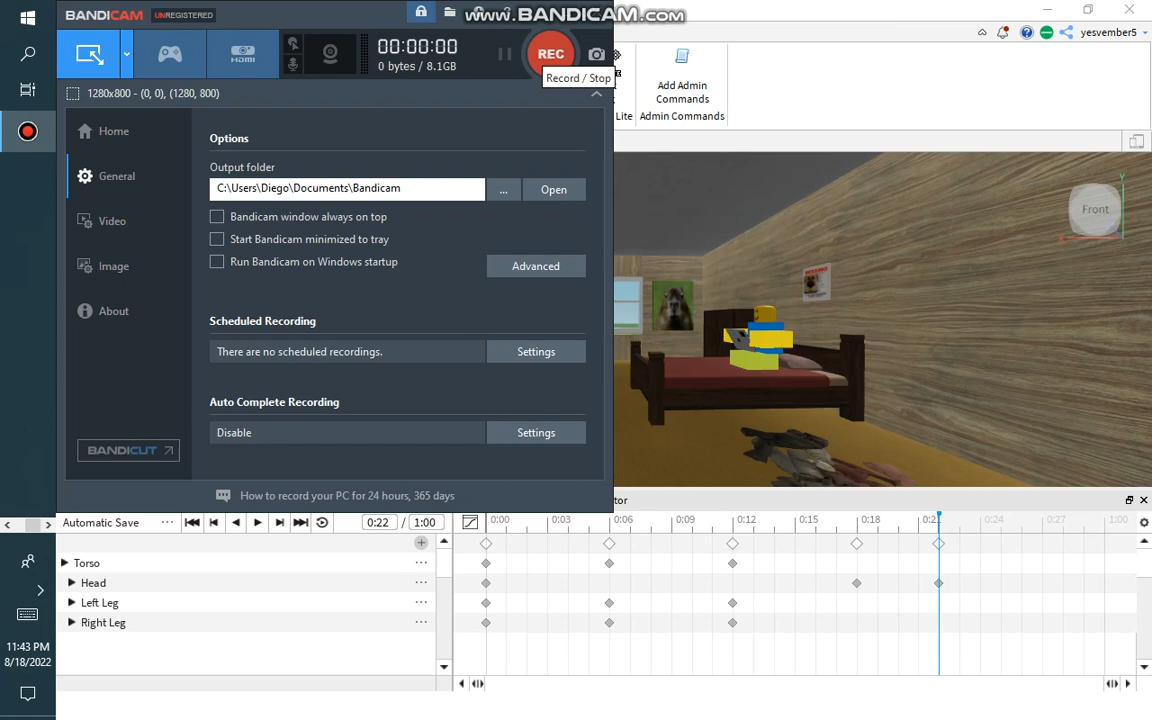 BANDICAM UNREGISTERED
www.BANDICAM.com
HDMI
00:00:00
0 bytes / 8.1GB
REC
Record / Stop
yesvember5
Add Admin
Commands
Lite
Admin Commands
1280x800 - (0, 0), (1280, 800)
Home
General
Video
Image
About
BANDICUT
Options
Output folder
C:\Users\Diego\Documents\Bandicam
...
Open
Bandicam window always on top
Start Bandicam minimized to tray
Run Bandicam on Windows startup
Advanced
Scheduled Recording
There are no scheduled recordings.
Settings
Auto Complete Recording
Disable
Settings
How to record your PC for 24 hours, 365 days
Front
tor
Automatic Save
0:22 / 1:00
0:00 0:03 0:06 0:09 0:12 0:15 0:18 0:21 0:24 0:27 1:00
Torso
Head
Left Leg
Right Leg
11:43 PM
8/18/2022